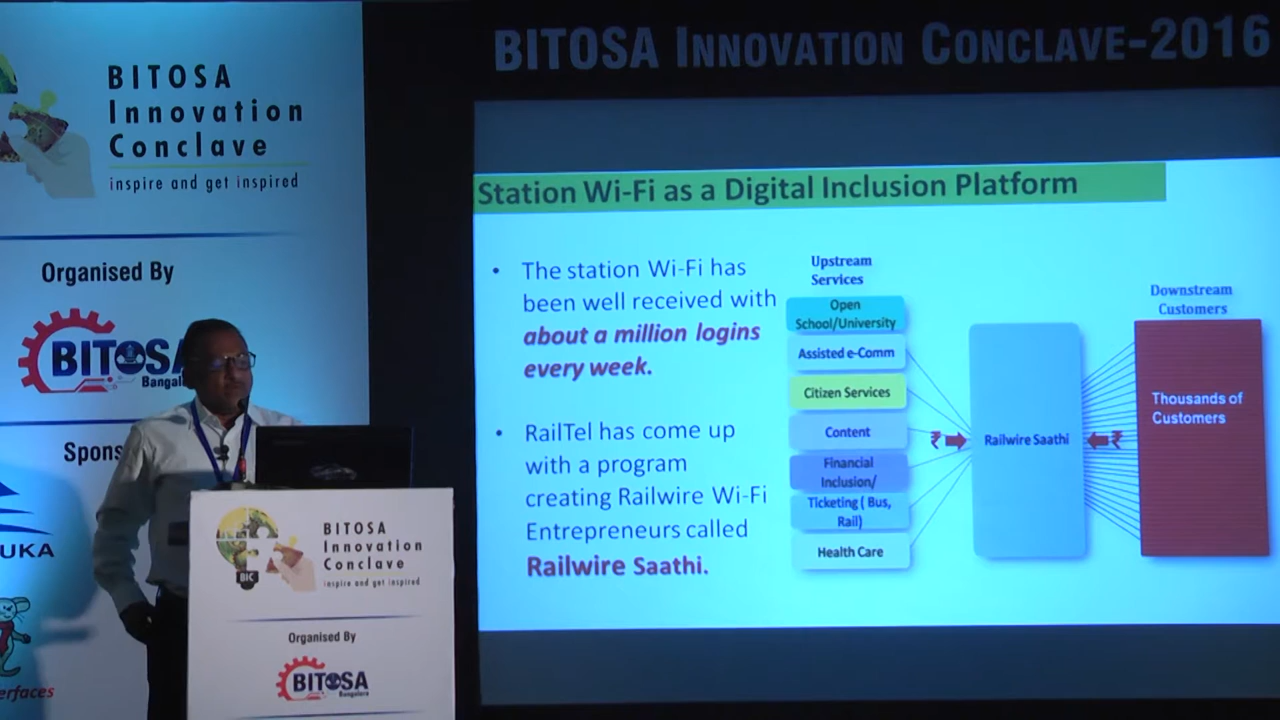 BITOSA
Innovation
Conclave
inspire and get inspired
Organised By
BITOSA
UKA
erfaces
BITOSA
Innovation
Conclave
inspire and get inspired
BIC
Organised By
BITOSA
Bangalore
BITOSA INNOVATION CONCLAVE-2016
Station Wi-Fi as a Digital Inclusion Platform
• The station Wi-Fi has
been well received with
about a million logins
every week.
• RailTel has come up
with a program
creating Railwire Wi-Fi
Entrepreneurs called
Railwire Saathi.
Upstream
Services
Open
School/University
Assisted e-Comm
Citizen Services
Content
Financial
Inclusion/
Ticketing ( Bus,
Rail)
Health Care
₹
Railwire Saathi
₹
Downstream
Customers
Thousands of
Customers